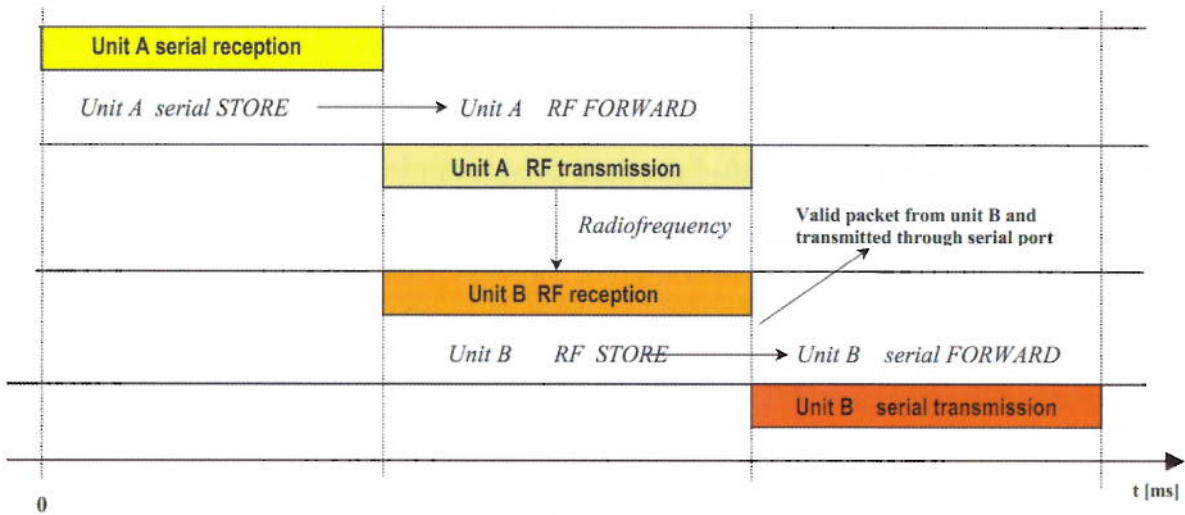 Unit A serial reception
Unit A serial STORE
Unit A RF FORWARD
Unit A RF transmission
Radiofrequency
Valid packet from unit B and
transmitted through serial port
Unit B RF reception
Unit B RF STORE
Unit B serial FORWARD
Unit B serial transmission
t [ms]
0